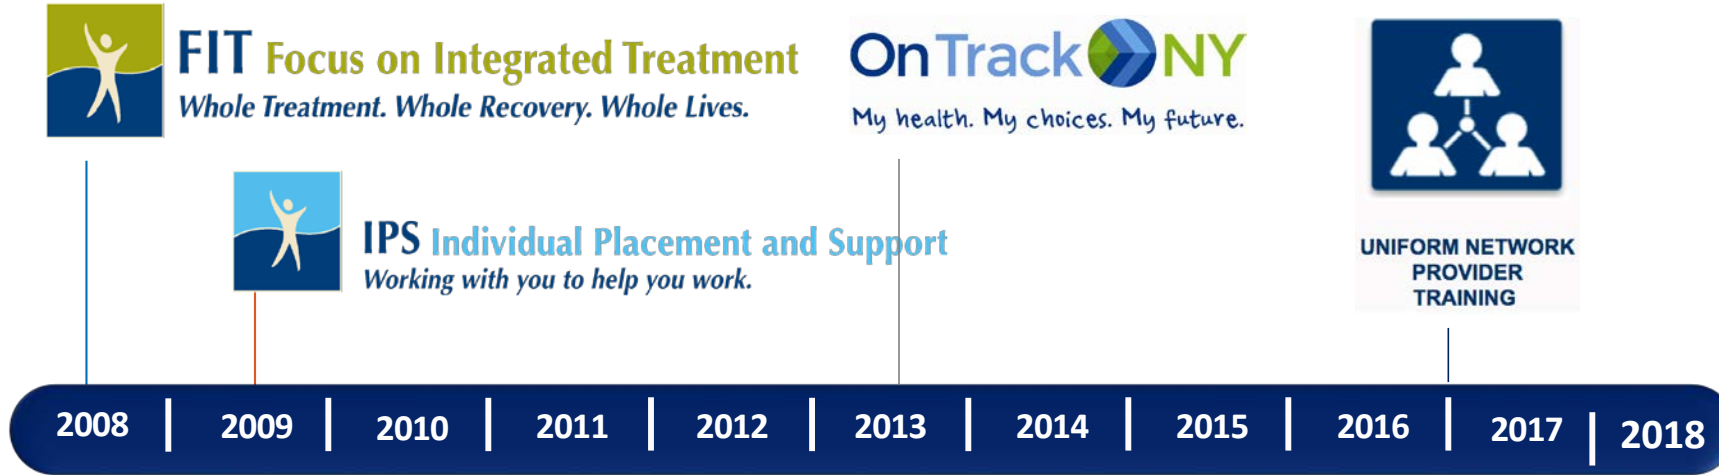 FIT Focus on Integrated Treatment
Whole Treatment. Whole Recovery. Whole Lives.
OnTrack NY
My health. My choices. My future.
IPS Individual Placement and Support
Working with you to help you work.
UNIFORM NETWORK
PROVIDER
TRAINING
2008 2009 2010 2011 2012 2013 2014 2015 2016 2017 2018